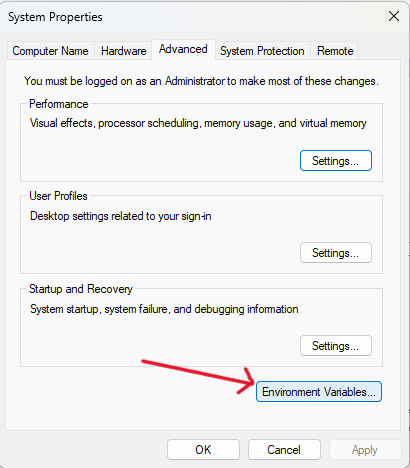 System Properties
Computer Name Hardware Advanced System Protection Remote
You must be logged on as an Administrator to make most of these changes.
Performance
Visual effects, processor scheduling, memory usage, and virtual memory
Settings...
User Profiles
Desktop settings related to your sign-in
Settings...
Startup and Recovery
System startup, system failure, and debugging information
Settings...
Environment Variables...
OK Cancel Apply